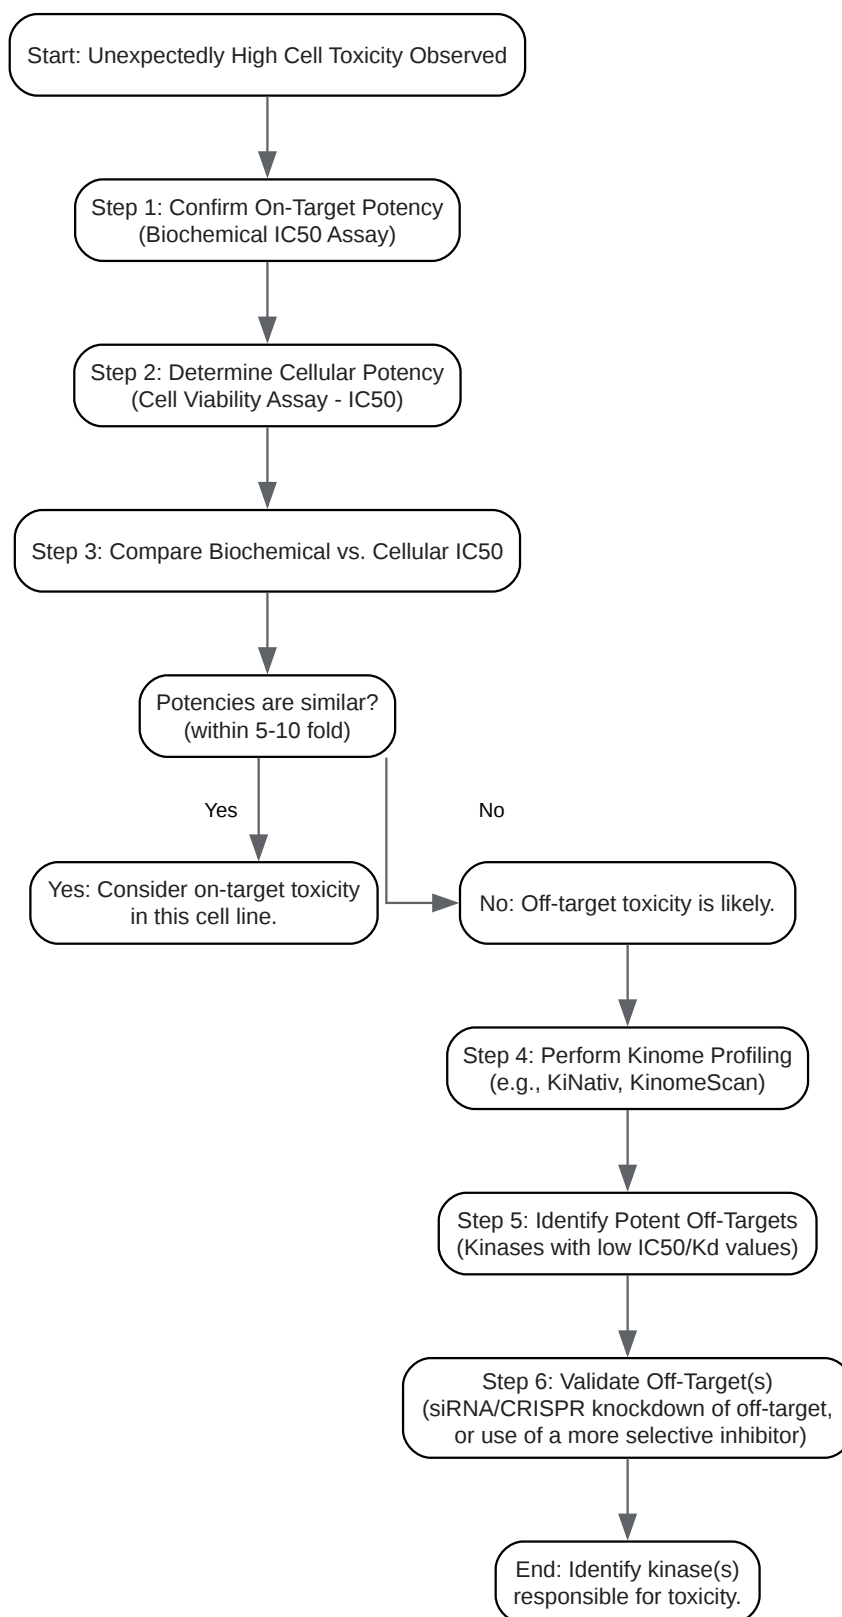 Start: Unexpectedly High Cell Toxicity Observed
Step 1: Confirm On-Target Potency
(Biochemical IC50 Assay)
Step 2: Determine Cellular Potency
(Cell Viability Assay - IC50)
Step 3: Compare Biochemical vs. Cellular IC50
Potencies are similar?
(within 5-10 fold)
Yes
No
Yes: Consider on-target toxicity
in this cell line.
No: Off-target toxicity is likely.
Step 4: Perform Kinome Profiling
(e.g., KiNativ, KinomeScan)
Step 5: Identify Potent Off-Targets
(Kinases with low IC50/Kd values)
Step 6: Validate Off-Target(s)
(siRNA/CRISPR knockdown of off-target,
or use of a more selective inhibitor)
End: Identify kinase(s)
responsible for toxicity.